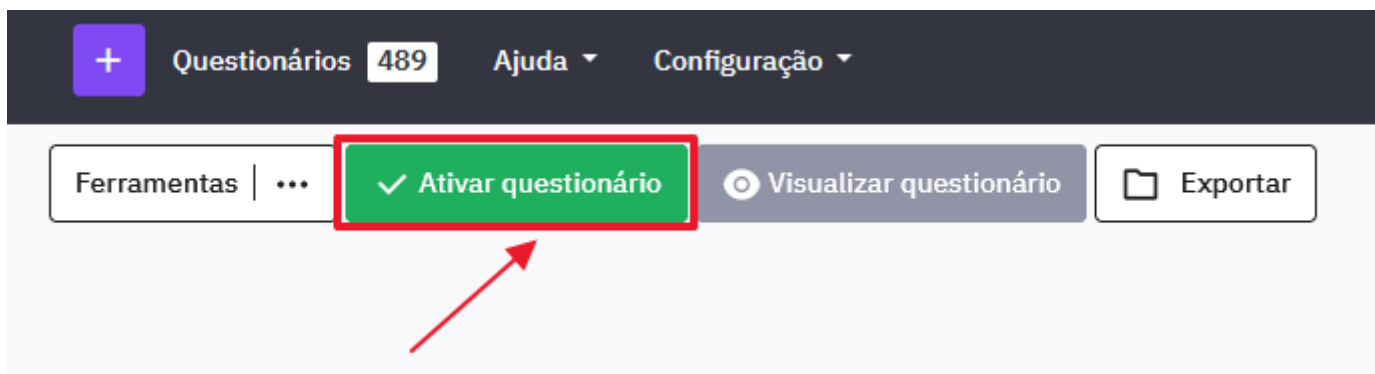 + Questionários 489 Ajuda Configuração
Ferramentas | ••• Ativar questionário Visualizar questionário Exportar